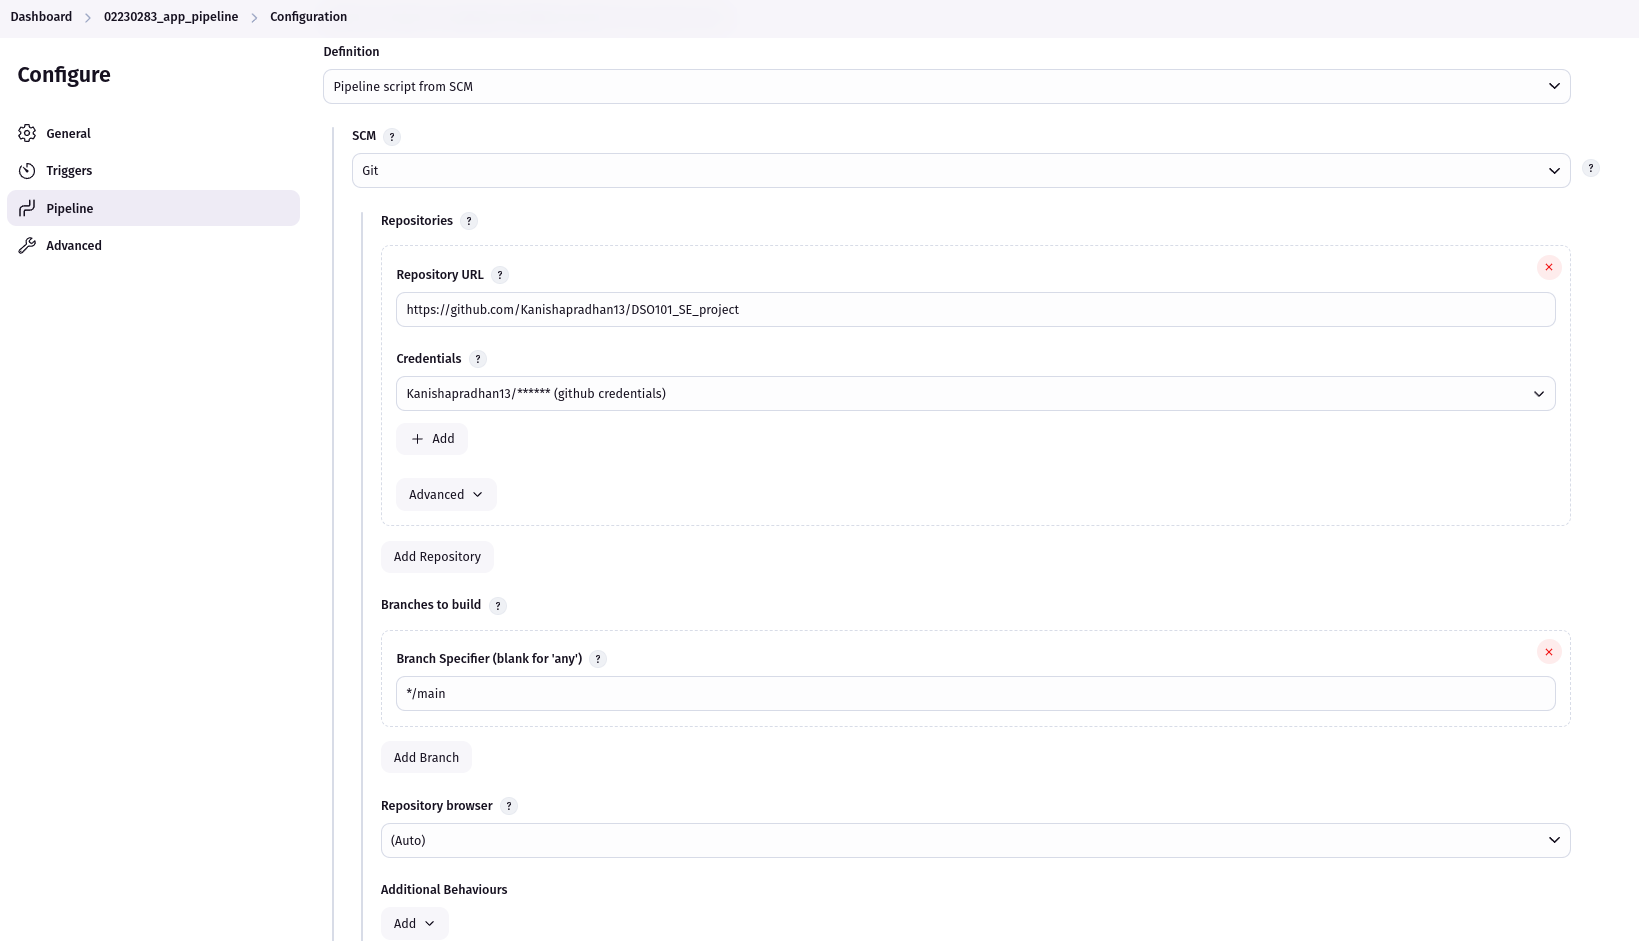 Dashboard > 02230283_app_pipeline > Configuration
Configure
General
Triggers
Pipeline
Advanced
Definition
Pipeline script from SCM
SCM ?
Git
?
Repositories ?
Repository URL ?
https://github.com/Kanishapradhan13/DSO101_SE_project
Credentials ?
Kanishapradhan13/****** (github credentials)
+ Add
Advanced
Add Repository
Branches to build ?
Branch Specifier (blank for 'any') ?
*/main
Add Branch
Repository browser ?
(Auto)
Additional Behaviours
Add